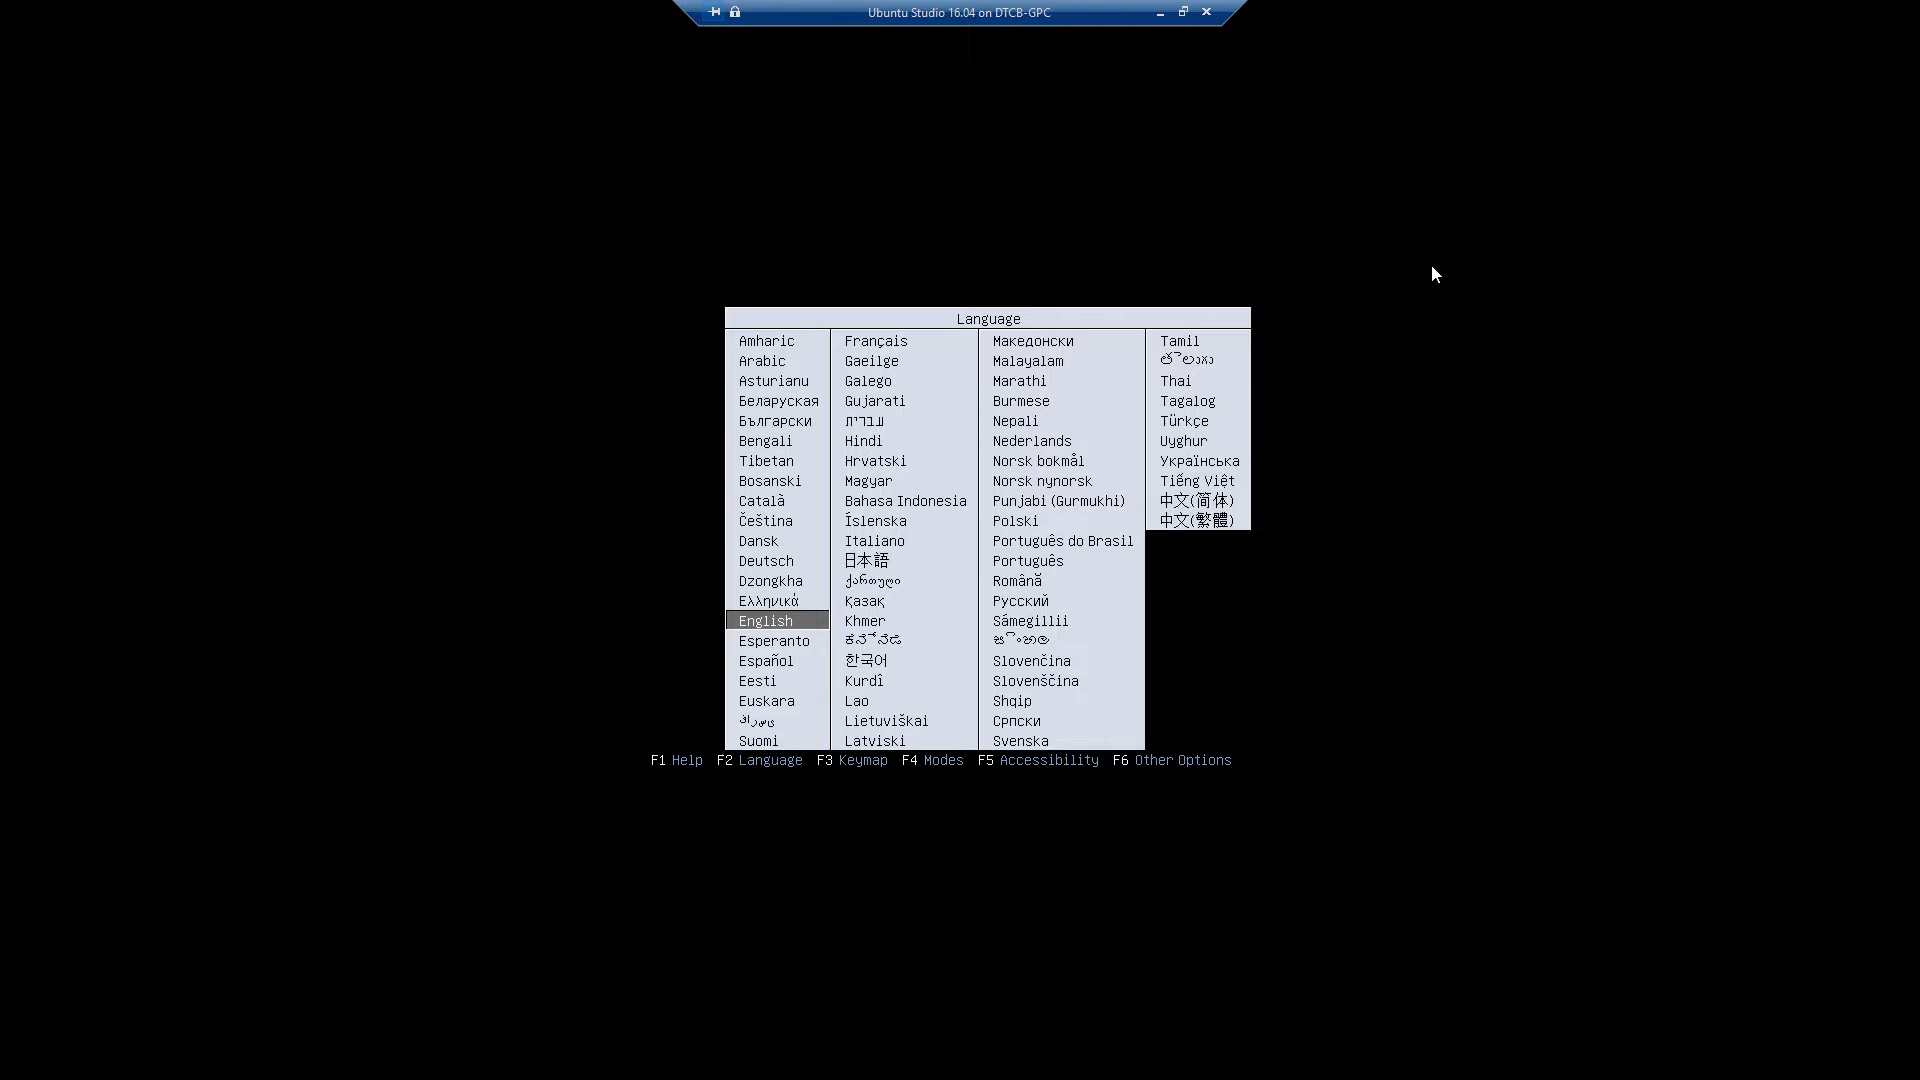 Ubuntu Studio 16.04 on DTCB-GPC
Language
Amharic
Arabic
Asturianu
Беларуская
Български
Bengali
Tibetan
Bosanski
Català
Čeština
Dansk
Deutsch
Dzongkha
Ελληνικά
English
Esperanto
Español
Eesti
Euskara
Suomi
Français
Gaeilge
Galego
Gujarati
עברית
Hindi
Hrvatski
Magyar
Bahasa Indonesia
Íslenska
Italiano
日本語
ქართული
Қазақ
Khmer
ಕನ್ನಡ
한국어
Kurdî
Lao
Lietuviškai
Latviski
Македонски
Malayalam
Marathi
Burmese
Nepali
Nederlands
Norsk bokmål
Norsk nynorsk
Punjabi (Gurmukhi)
Polski
Português do Brasil
Português
Română
Русский
Sámegillii
සිංහල
Slovenčina
Slovenščina
Shqip
Српски
Svenska
Tamil
తెలుగు
Thai
Tagalog
Türkçe
Uyghur
Українська
Tiếng Việt
中文(简体)
中文(繁體)
F1 Help F2 Language F3 Keymap F4 Modes F5 Accessibility F6 Other Options